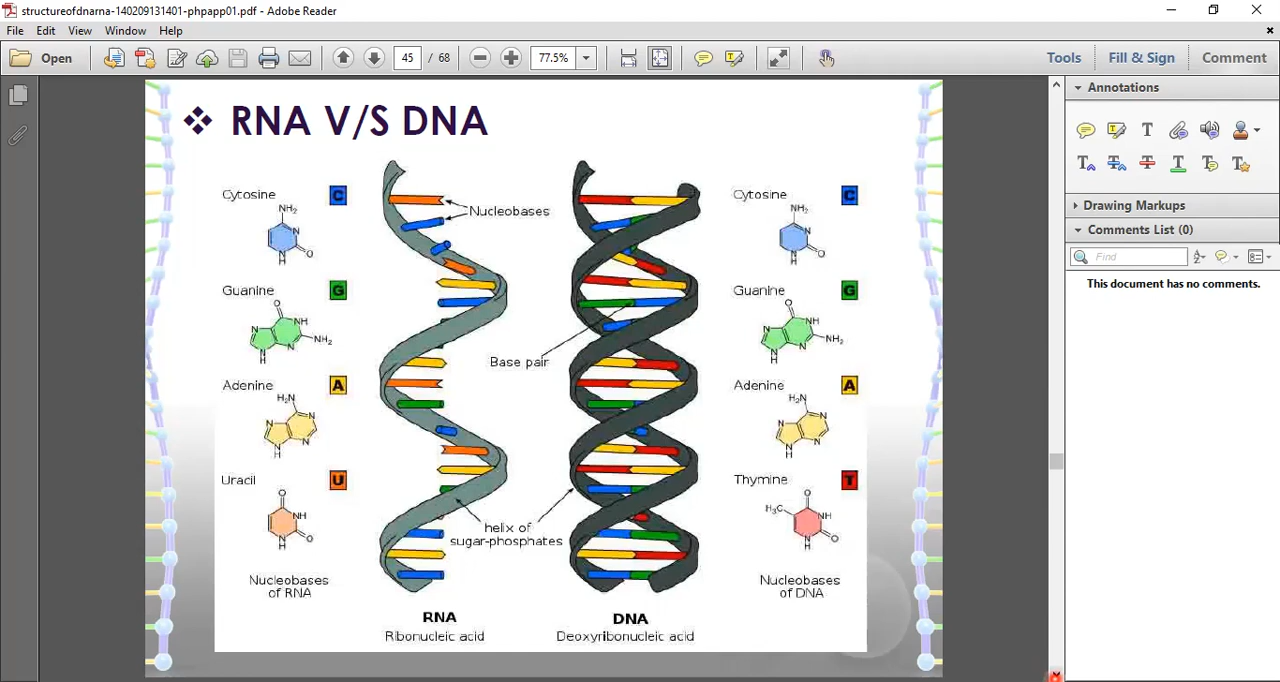 structureofdnarna-140209131401-phpapp01.pdf - Adobe Reader
File Edit View Window Help
Open 45 / 68 77.5% Tools Fill & Sign Comment
RNA V/S DNA
Cytosine C
NH2
N
N
H
O
Guanine G
O
N
NH
N
H
N
NH2
Adenine A
H2N
N
N
N
H
N
Uracil U
O
NH
N
H
O
Nucleobases
of RNA
Nucleobases
Base pair
helix of
sugar-phosphates
RNA
Ribonucleic acid
DNA
Deoxyribonucleic acid
Cytosine C
NH2
N
N
H
O
Guanine G
O
N
NH
N
H
N
NH2
Adenine A
H2N
N
N
N
H
N
Thymine T
O
H3C
NH
N
H
O
Nucleobases
of DNA
Annotations
T
T T T T T T
Drawing Markups
Comments List (0)
Find
This document has no comments.